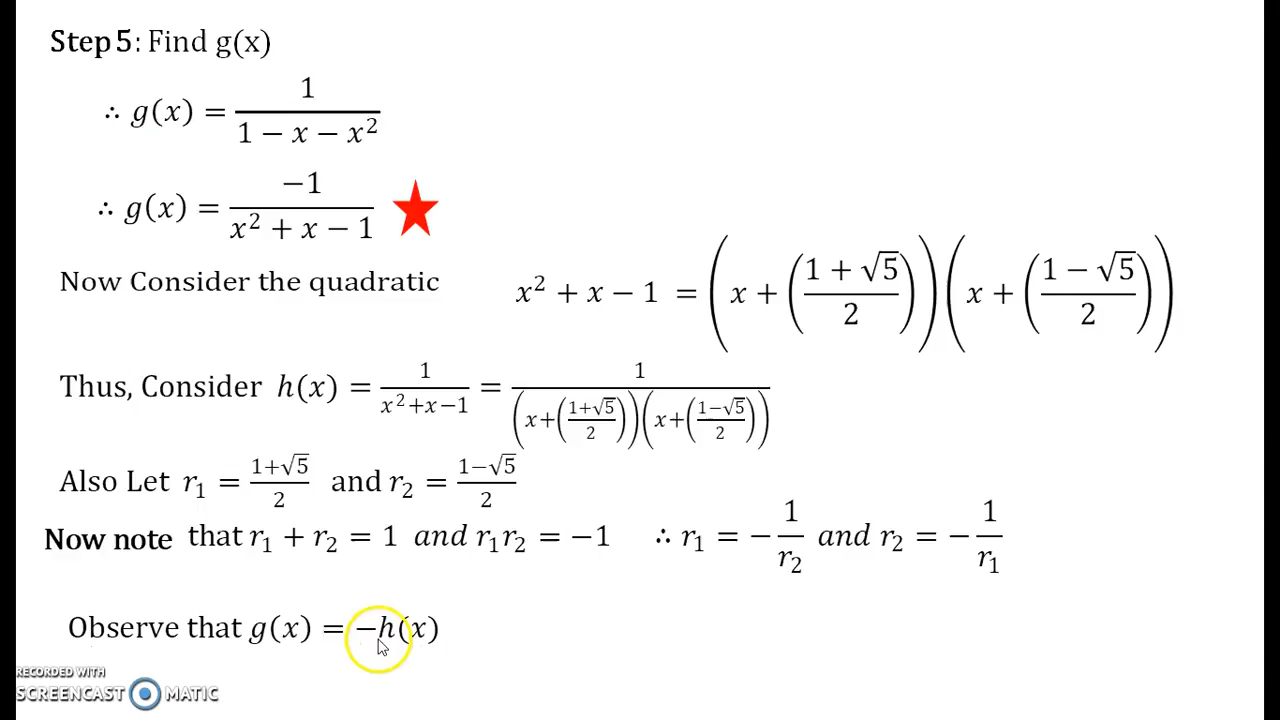 Step 5: Find g(x)
∴ g(x) = 1/(1 − x − x²)
∴ g(x) = −1/(x² + x − 1)
Now Consider the quadratic x² + x − 1 = (x + ((1 + √5)/2))(x + ((1 − √5)/2))
Thus, Consider h(x) = 1/(x²+x−1) = 1/((x+((1+√5)/2))(x+((1−√5)/2)))
Also Let r₁ = (1+√5)/2 and r₂ = (1−√5)/2
Now note that r₁ + r₂ = 1 and r₁r₂ = −1 ∴ r₁ = −1/r₂ and r₂ = −1/r₁
Observe that g(x) = −h(x)
RECORDED WITH
SCREENCAST MATIC